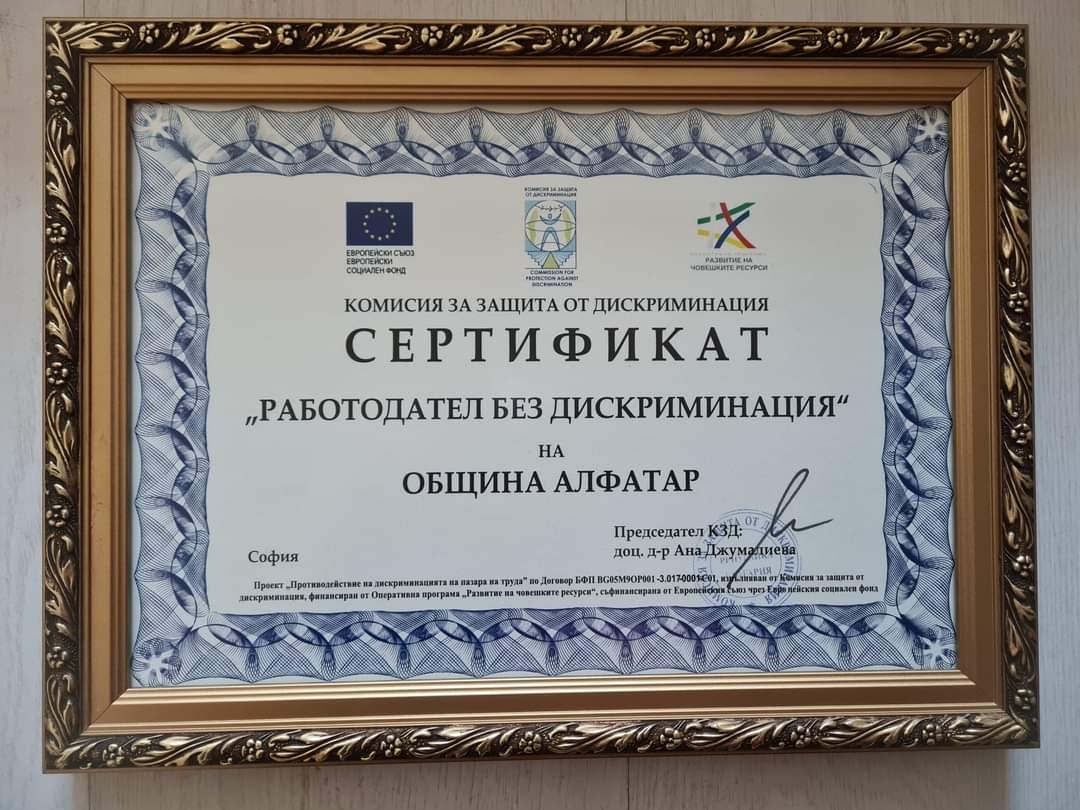 ЕВРОПЕЙСКИ СЪЮЗ
ЕВРОПЕЙСКИ
СОЦИАЛЕН ФОНД
КОМИСИЯ ЗА ЗАЩИТА
ОТ ДИСКРИМИНАЦИЯ
COMMISSION FOR
PROTECTION AGAINST
DISCRIMINATION
РАЗВИТИЕ НА
ЧОВЕШКИТЕ РЕСУРСИ
КОМИСИЯ ЗА ЗАЩИТА ОТ ДИСКРИМИНАЦИЯ
СЕРТИФИКАТ
„РАБОТОДАТЕЛ БЕЗ ДИСКРИМИНАЦИЯ“
НА
ОБЩИНА АЛФАТАР
Председател КЗД:
доц. д-р Ана Джумадиева
София
Проект „Противодействие на дискриминацията на пазара на труда“ по Договор БФП BG05M9OP001 -3.017-0001-01, изпълняван от Комисия за защита от
дискриминация, финансиран от Оперативна програма „Развитие на човешките ресурси“, съфинансирана от Европейския съюз чрез Европейския социален фонд